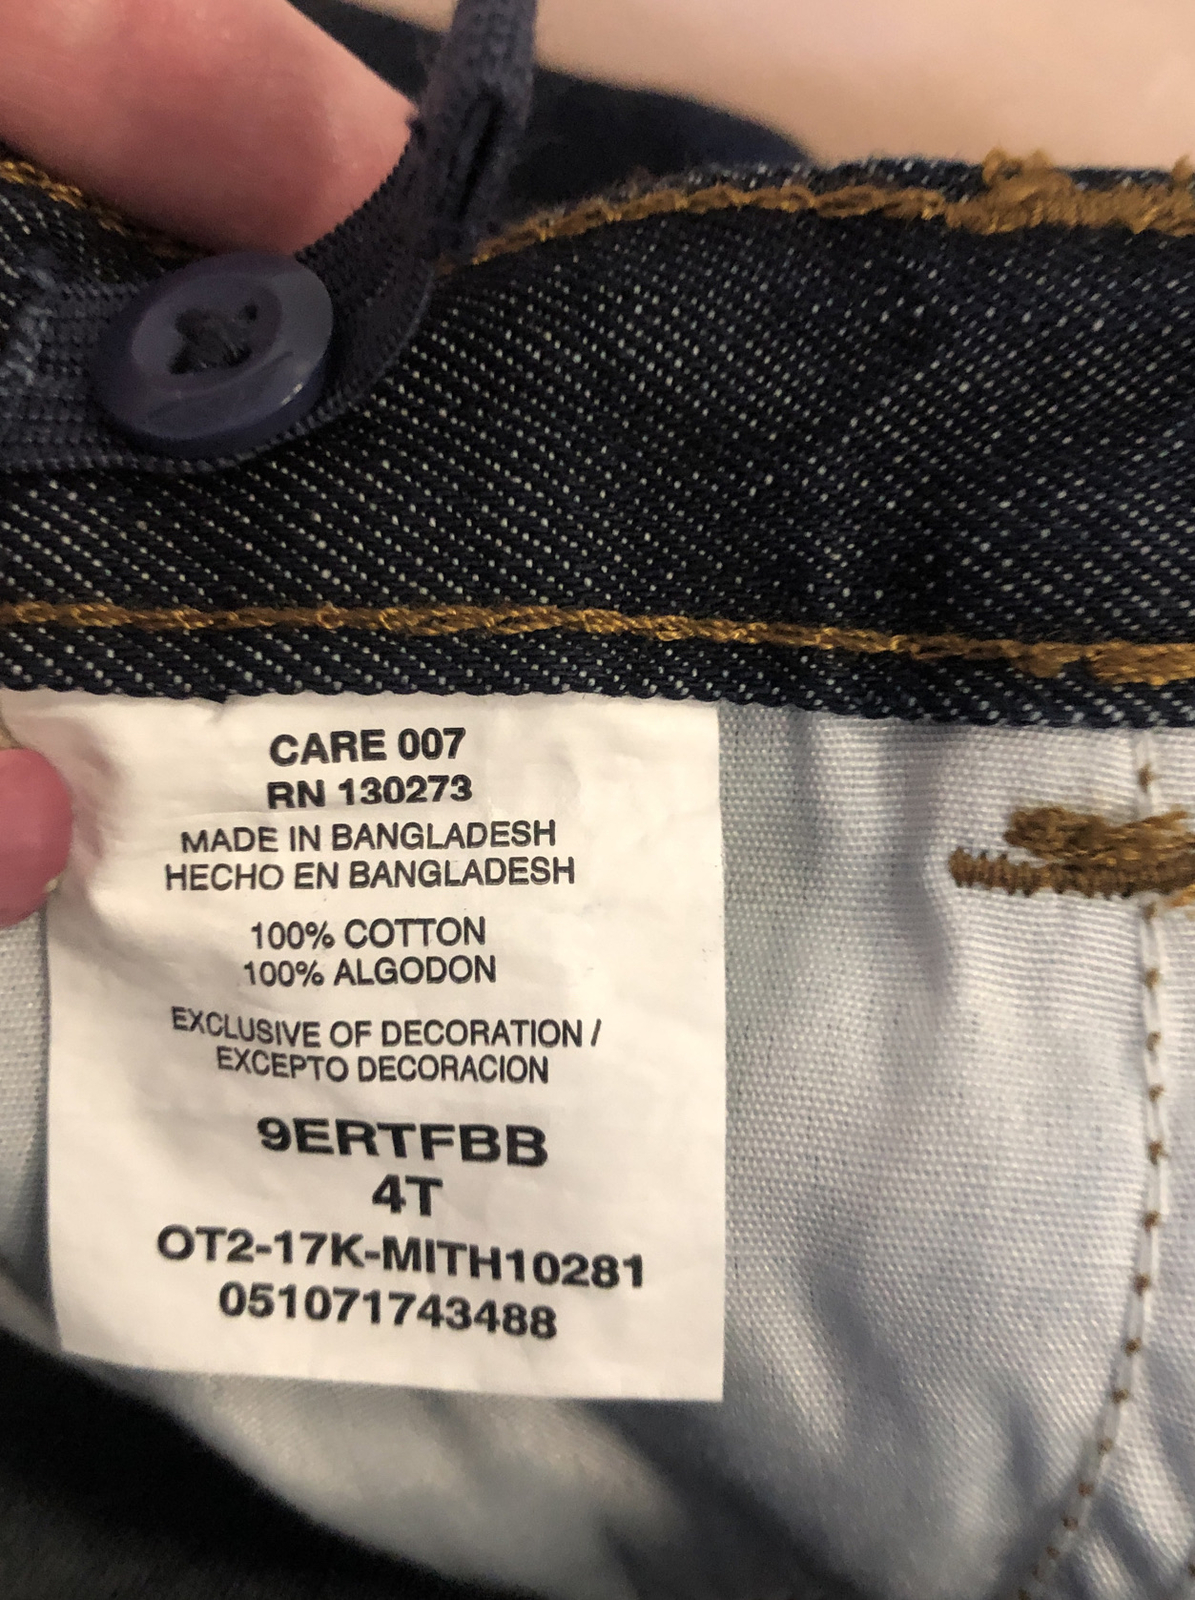 CARE 007
RN 130273
MADE IN BANGLADESH
HECHO EN BANGLADESH
100% COTTON
100% ALGODON
EXCLUSIVE OF DECORATION /
EXCEPTO DECORACION
9ERTFBB
4T
OT2-17K-MITH10281
051071743488